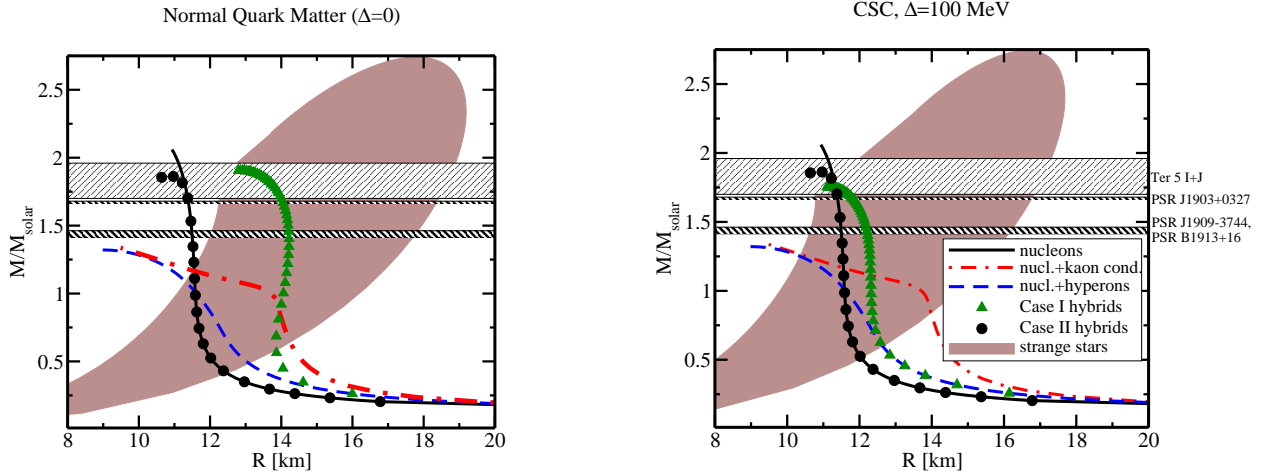 Normal Quark Matter (Δ=0)
M/M_solar
2.5
2
1.5
1
0.5
8 10 12 14 16 18 20
R [km]
CSC, Δ=100 MeV
M/M_solar
2.5
2
1.5
1
0.5
8 10 12 14 16 18 20
R [km]
Ter 5 I+J
PSR J1903+0327
PSR J1909-3744,
PSR B1913+16
nucleons
nucl.+kaon cond.
nucl.+hyperons
Case I hybrids
Case II hybrids
strange stars